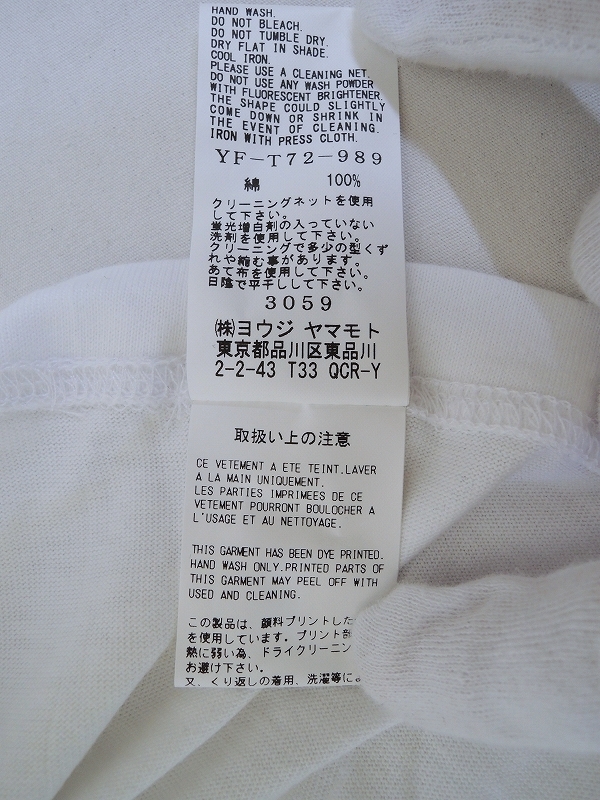 HAND WASH.
DO NOT BLEACH.
DO NOT TUMBLE DRY.
DRY FLAT IN SHADE.
COOL IRON.
PLEASE USE A CLEANING NET.
DO NOT USE ANY WASH POWDER
WITH FLUORESCENT BRIGHTENER.
THE SHAPE COULD SLIGHTLY
COME DOWN OR SHRINK IN
THE EVENT OF CLEANING.
IRON WITH PRESS CLOTH.
YF-T72-989
綿 100%
クリーニングネットを使用
して下さい。
蛍光増白剤の入っていない
洗剤を使用して下さい。
クリーニングで多少の型くず
れや縮む事があります。
あて布を使用して下さい。
日陰で平干しして下さい。
3059
㈱ヨウジ ヤマモト
東京都品川区東品川
2-2-43 T33 QCR-Y
取扱い上の注意
CE VETEMENT A ETE TEINT.LAVER
A LA MAIN UNIQUEMENT.
LES PARTIES IMPRIMEES DE CE
VETEMENT POURRONT BOULOCHER A
L'USAGE ET AU NETTOYAGE.
THIS GARMENT HAS BEEN DYE PRINTED.
HAND WASH ONLY.PRINTED PARTS OF
THIS GARMENT MAY PEEL OFF WITH
USED AND CLEANING.
この製品は、顔料プリントした
を使用しています。プリント部
熱に弱い為、ドライクリーニン
お避け下さい。
又、くり返しの着用、洗濯等に